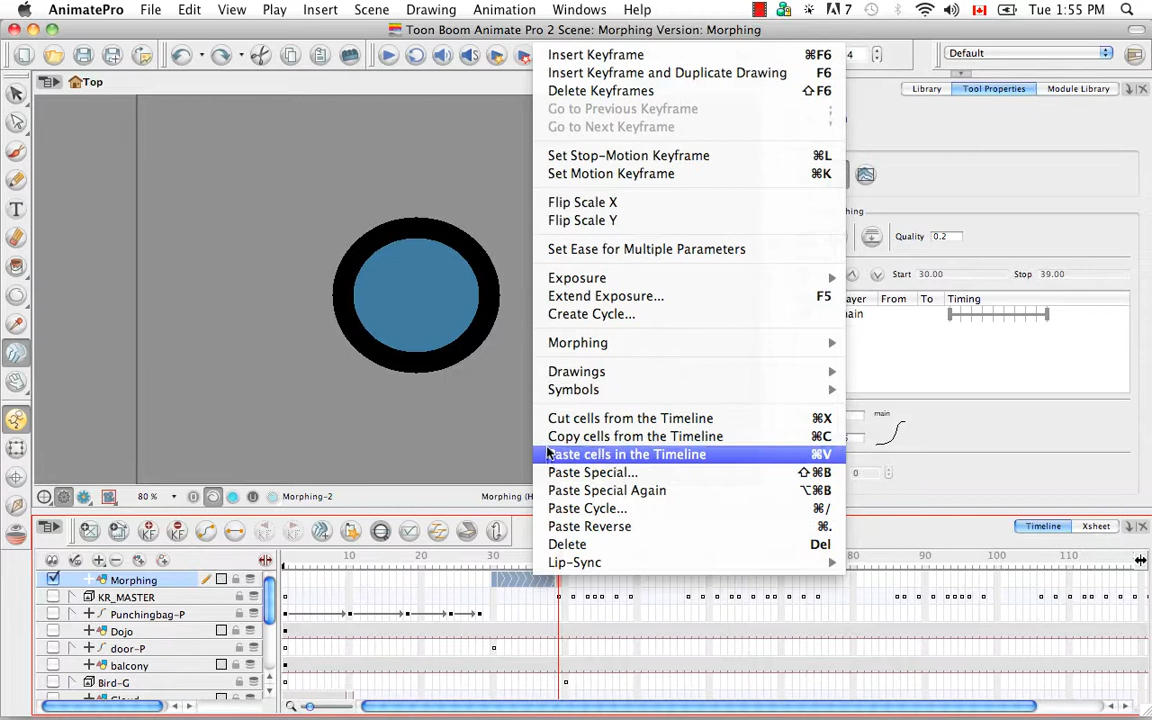 AnimatePro File Edit View Play Insert Scene Drawing Animation Windows Help 7 Tue 1:55 PM
Toon Boom Animate Pro 2 Scene: Morphing Version: Morphing
4 Default
Top
Library Tool Properties Module Library
Insert Keyframe ⌘F6
Insert Keyframe and Duplicate Drawing F6
Delete Keyframes ⇧F6
Go to Previous Keyframe
Go to Next Keyframe
Set Stop-Motion Keyframe ⌘L
Set Motion Keyframe ⌘K
Flip Scale X
Flip Scale Y
Set Ease for Multiple Parameters
Exposure
Extend Exposure... F5
Create Cycle...
Morphing
Drawings
Symbols
Cut cells from the Timeline ⌘X
Copy cells from the Timeline ⌘C
Paste cells in the Timeline ⌘V
Paste Special... ⇧⌘B
Paste Special Again ⌥⌘B
Paste Cycle... ⌘/
Paste Reverse ⌘.
Delete Del
Lip-Sync
Quality 0.2
Start 30.00 Stop 39.00
From To Timing
main
0
80 % Morphing-2
Timeline Xsheet
10 20 30 80 90 100 110
Morphing
KR_MASTER
Punchingbag-P
Dojo
door-P
balcony
Bird-G
Cloud